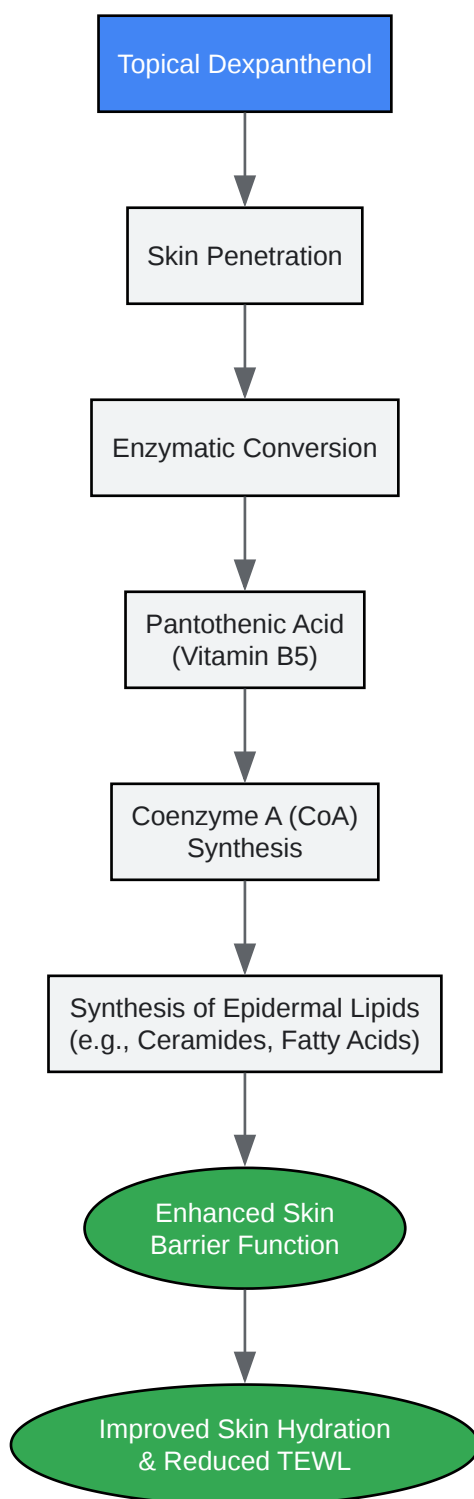 Topical Dexpanthenol
Skin Penetration
Enzymatic Conversion
Pantothenic Acid
(Vitamin B5)
Coenzyme A (CoA)
Synthesis
Synthesis of Epidermal Lipids
(e.g., Ceramides, Fatty Acids)
Enhanced Skin
Barrier Function
Improved Skin Hydration
& Reduced TEWL